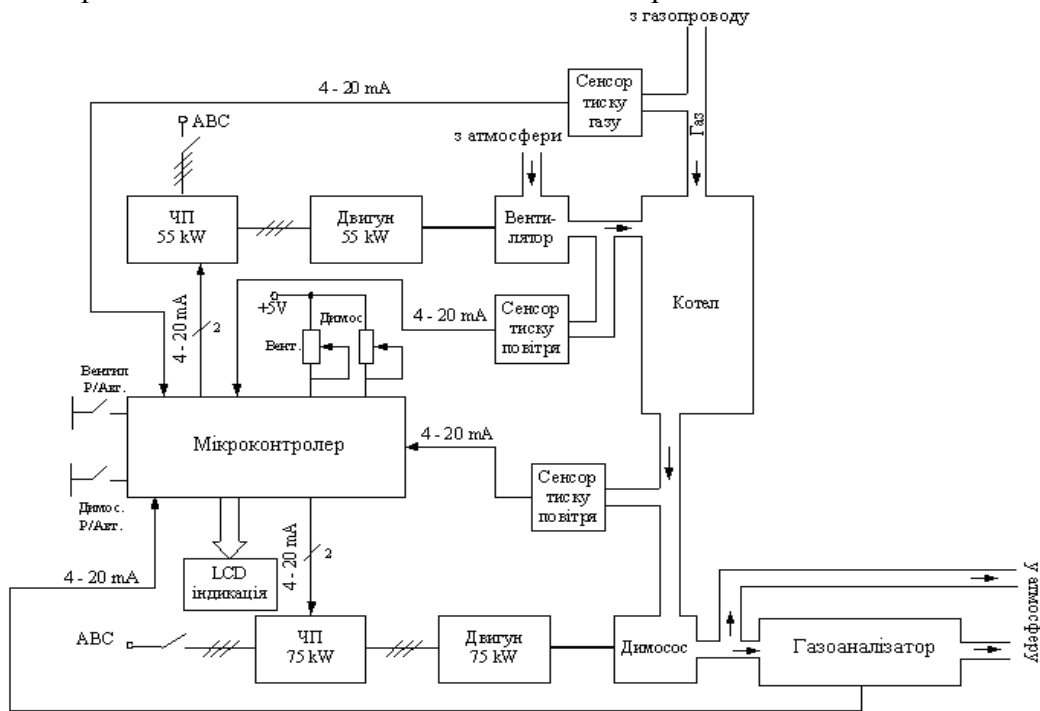 з газопроводу
Сенсор
тиску
газу
4 - 20 mA
Газ
ABC
з атмосфери
ЧП
55 kW
Двигун
55 kW
Венти-
лятор
Котел
4 - 20 mA
2
+5V
Димос
Вент.
4 - 20 mA
Сенсор
тиску
повітря
Вентил
Р/Авт.
Мікроконтролер
4 - 20 mA
Сенсор
тиску
повітря
Димос.
Р/Авт.
4 - 20 mA
LCD
індикація
4 - 20 mA
2
ABC
ЧП
75 kW
Двигун
75 kW
Димосос
Газоаналізатор
У атмосферу